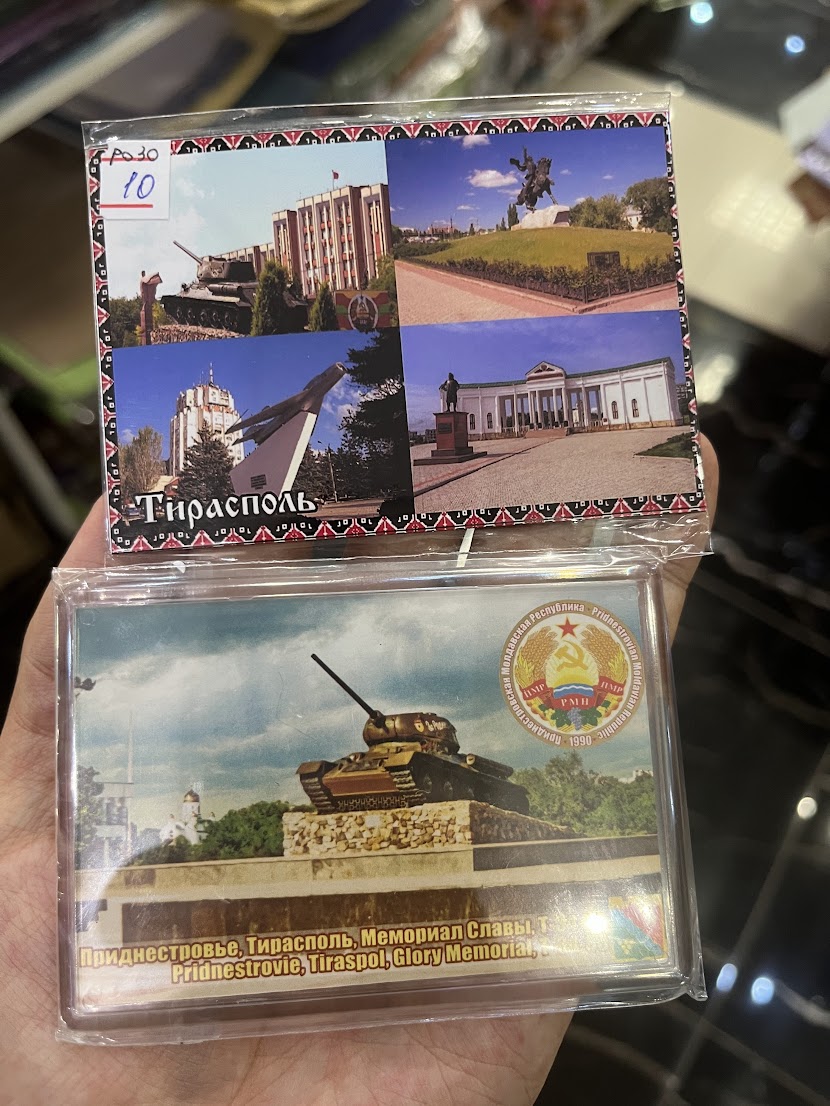 РОЗО
10
Тирасполь
Приднестровская Молдавская Республика · Pridnestrovian Moldavian Republic · 1990
ПМР
ПМР
РМН
Приднестровье, Тирасполь, Мемориал Славы,
Pridnestrovie, Tiraspol, Glory Memorial,